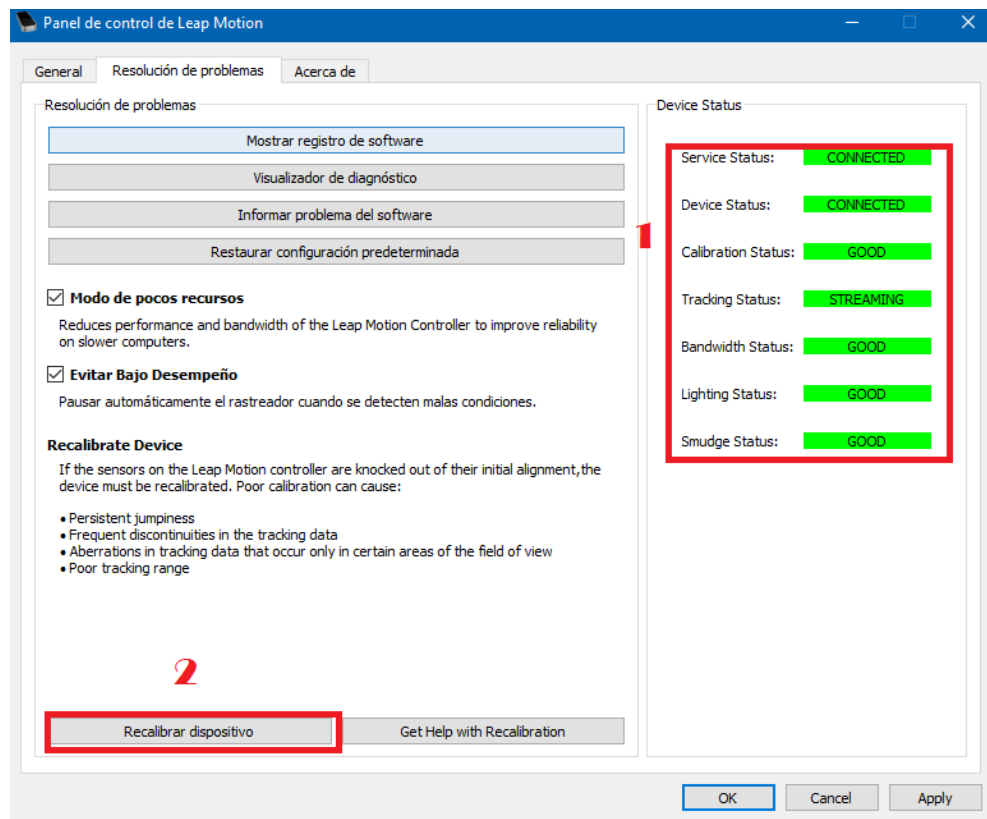 Panel de control de Leap Motion
General
Resolución de problemas
Acerca de
Resolución de problemas
Mostrar registro de software
Visualizador de diagnóstico
Informar problema del software
Restaurar configuración predeterminada
Modo de pocos recursos
Reduces performance and bandwidth of the Leap Motion Controller to improve reliability
on slower computers.
Evitar Bajo Desempeño
Pausar automáticamente el rastreador cuando se detecten malas condiciones.
Recalibrate Device
If the sensors on the Leap Motion controller are knocked out of their initial alignment,the
device must be recalibrated. Poor calibration can cause:
• Persistent jumpiness
• Frequent discontinuities in the tracking data
• Aberrations in tracking data that occur only in certain areas of the field of view
• Poor tracking range
2
Recalibrar dispositivo
Get Help with Recalibration
Device Status
1
Service Status: CONNECTED
Device Status: CONNECTED
Calibration Status: GOOD
Tracking Status: STREAMING
Bandwidth Status: GOOD
Lighting Status: GOOD
Smudge Status: GOOD
OK
Cancel
Apply